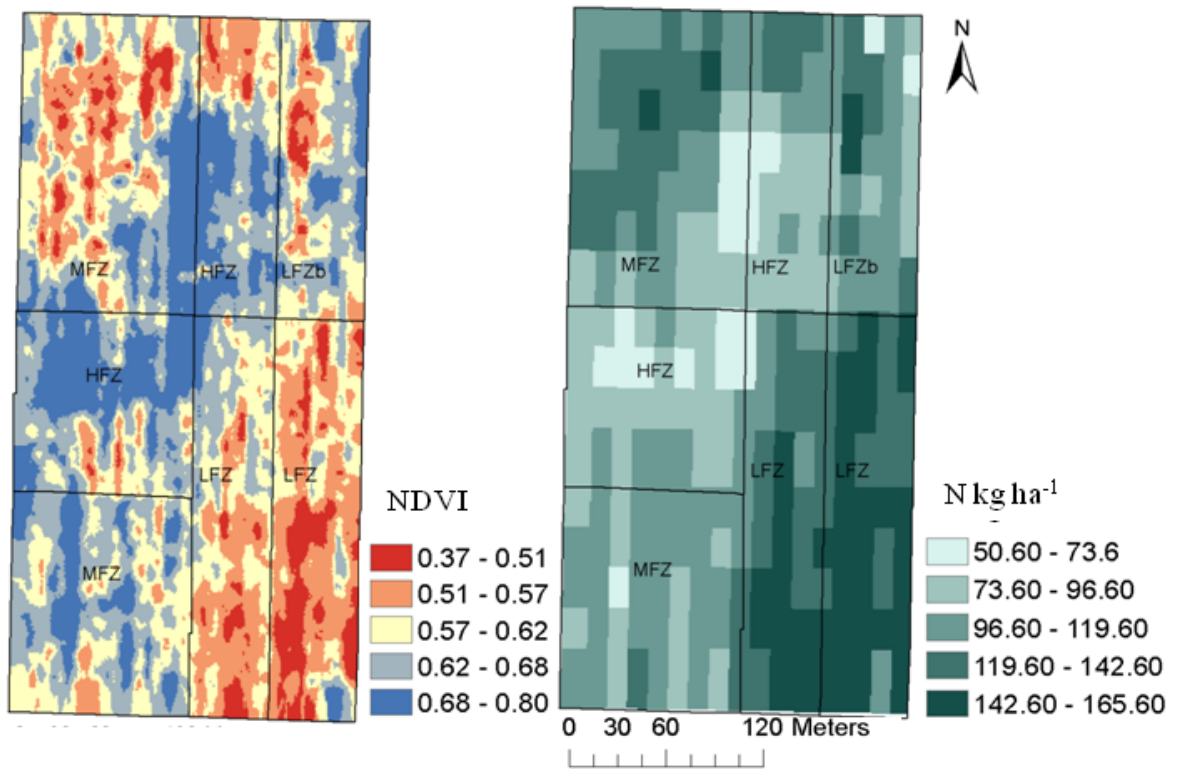 MFZ
HFZ
LFZb
HFZ
LFZ
LFZ
MFZ
NDVI
0.37 - 0.51
0.51 - 0.57
0.57 - 0.62
0.62 - 0.68
0.68 - 0.80
N
MFZ
HFZ
LFZb
HFZ
LFZ
LFZ
MFZ
N kg ha-1
50.60 - 73.6
73.60 - 96.60
96.60 - 119.60
119.60 - 142.60
142.60 - 165.60
0 30 60 120 Meters